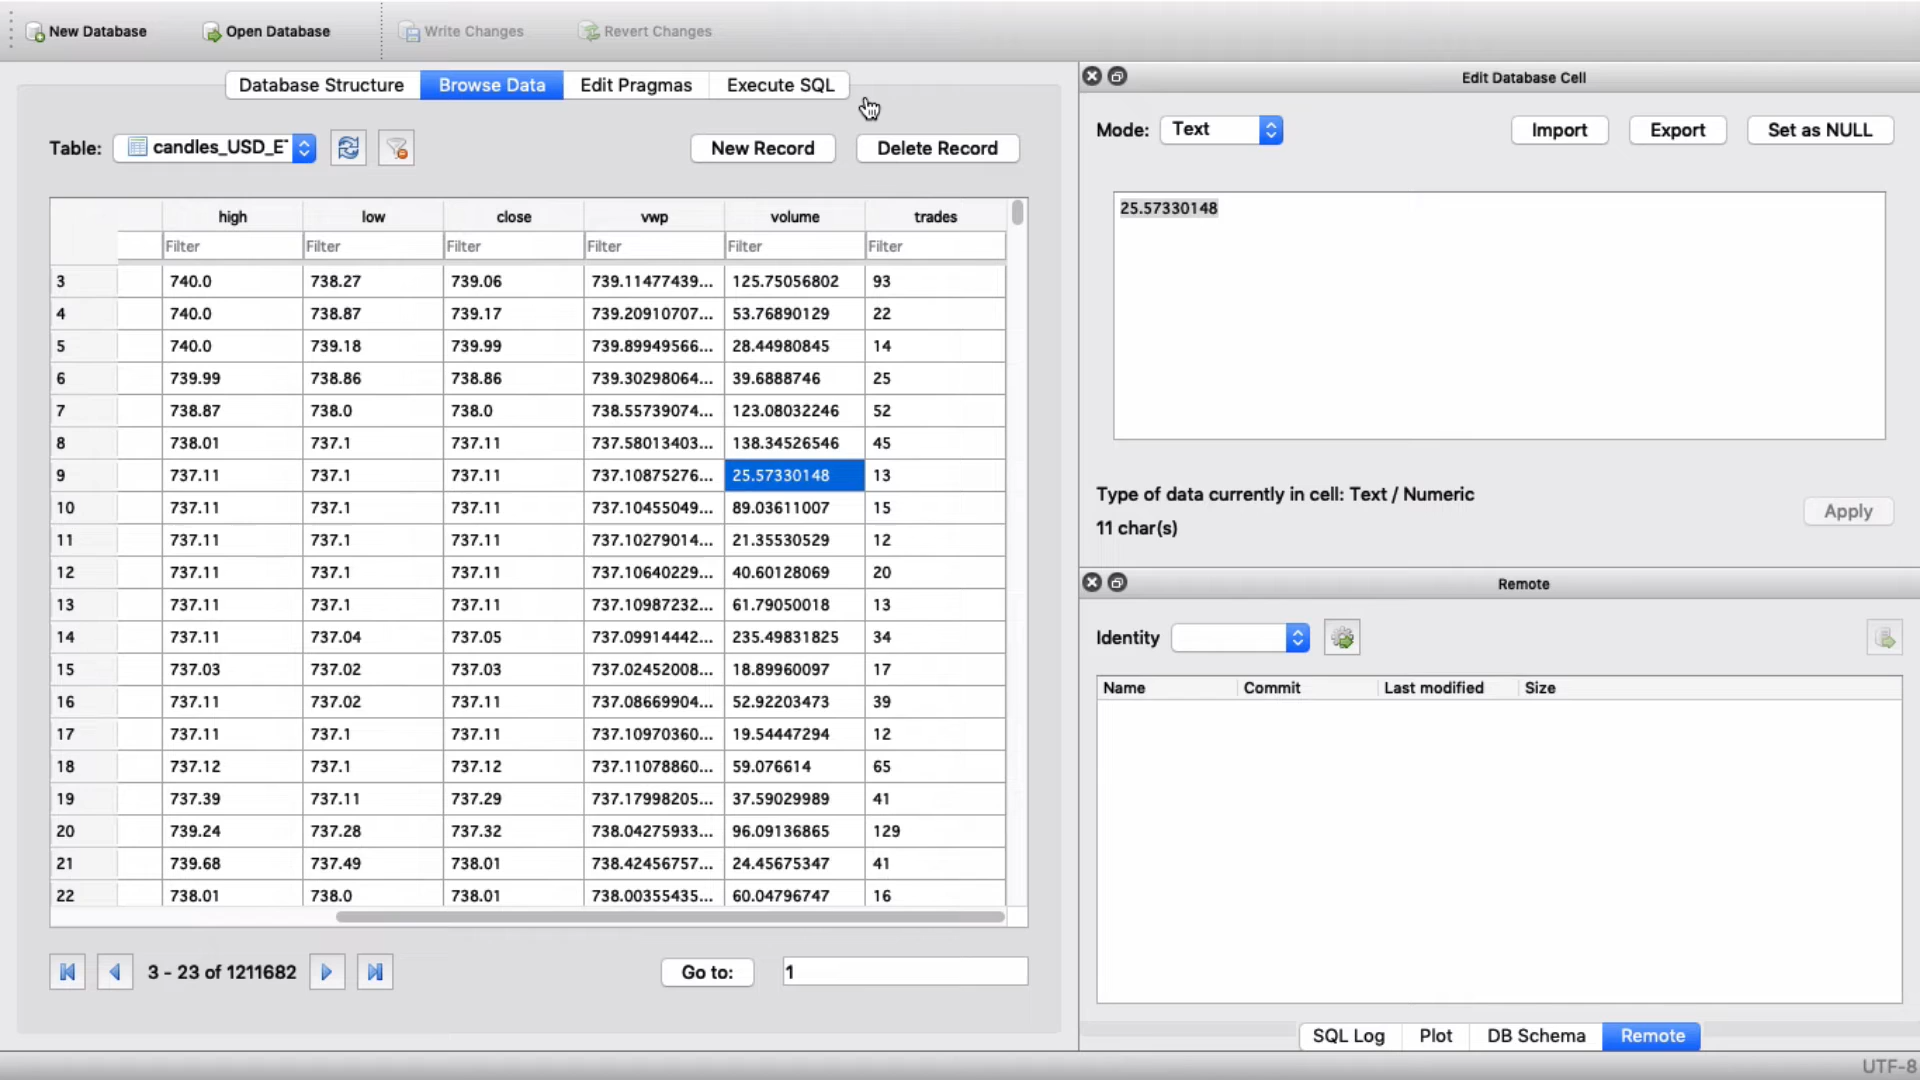 New Database Open Database Write Changes Revert Changes
Database Structure Browse Data Edit Pragmas Execute SQL
Table: candles_USD_E New Record Delete Record
high low close vwp volume trades
Filter Filter Filter Filter Filter Filter
3 740.0 738.27 739.06 739.11477439... 125.75056802 93
4 740.0 738.87 739.17 739.20910707... 53.76890129 22
5 740.0 739.18 739.99 739.89949566... 28.44980845 14
6 739.99 738.86 738.86 739.30298064... 39.6888746 25
7 738.87 738.0 738.0 738.55739074... 123.08032246 52
8 738.01 737.1 737.11 737.58013403... 138.34526546 45
9 737.11 737.1 737.11 737.10875276... 25.57330148 13
10 737.11 737.1 737.11 737.10455049... 89.03611007 15
11 737.11 737.1 737.11 737.10279014... 21.35530529 12
12 737.11 737.1 737.11 737.10640229... 40.60128069 20
13 737.11 737.1 737.11 737.10987232... 61.79050018 13
14 737.11 737.04 737.05 737.09914442... 235.49831825 34
15 737.03 737.02 737.03 737.02452008... 18.89960097 17
16 737.11 737.02 737.11 737.08669904... 52.92203473 39
17 737.11 737.1 737.11 737.10970360... 19.54447294 12
18 737.12 737.1 737.12 737.11078860... 59.076614 65
19 737.39 737.11 737.29 737.17998205... 37.59029989 41
20 739.24 737.28 737.32 738.04275933... 96.09136865 129
21 739.68 737.49 738.01 738.42456757... 24.45675347 41
22 738.01 738.0 738.01 738.00355435... 60.04796747 16
3 - 23 of 1211682 Go to: 1
Edit Database Cell
Mode: Text Import Export Set as NULL
25.57330148
Type of data currently in cell: Text / Numeric
11 char(s)
Apply
Remote
Identity
Name Commit Last modified Size
SQL Log Plot DB Schema Remote
UTF-8